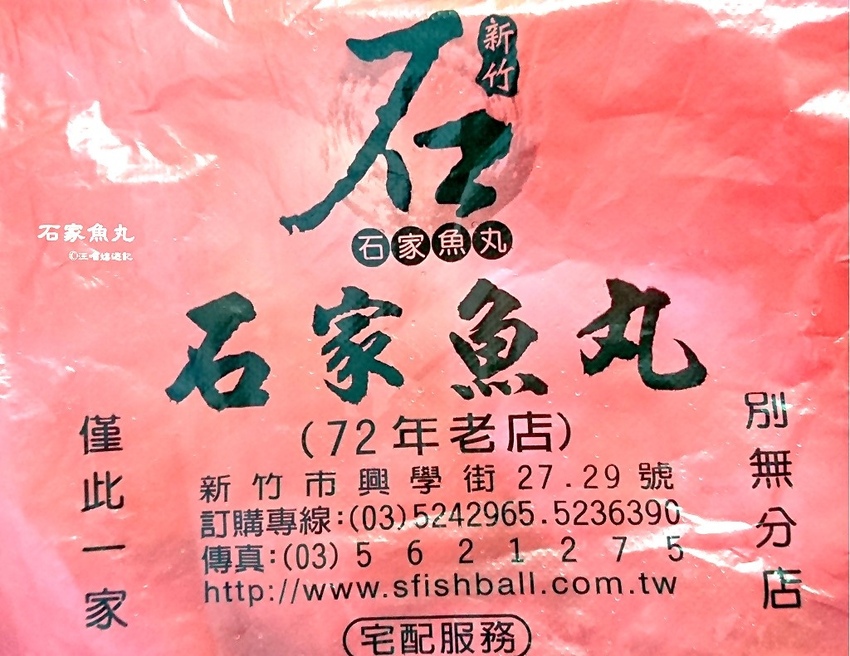 新竹
石
石家魚丸
石家魚丸
石家魚丸
(72年老店)
僅此一家
別無分店
新竹市興學街27.29號
訂購專線:(03)5242965.5236390
傳真:(03)5621275
http://www.sfishball.com.tw
宅配服務